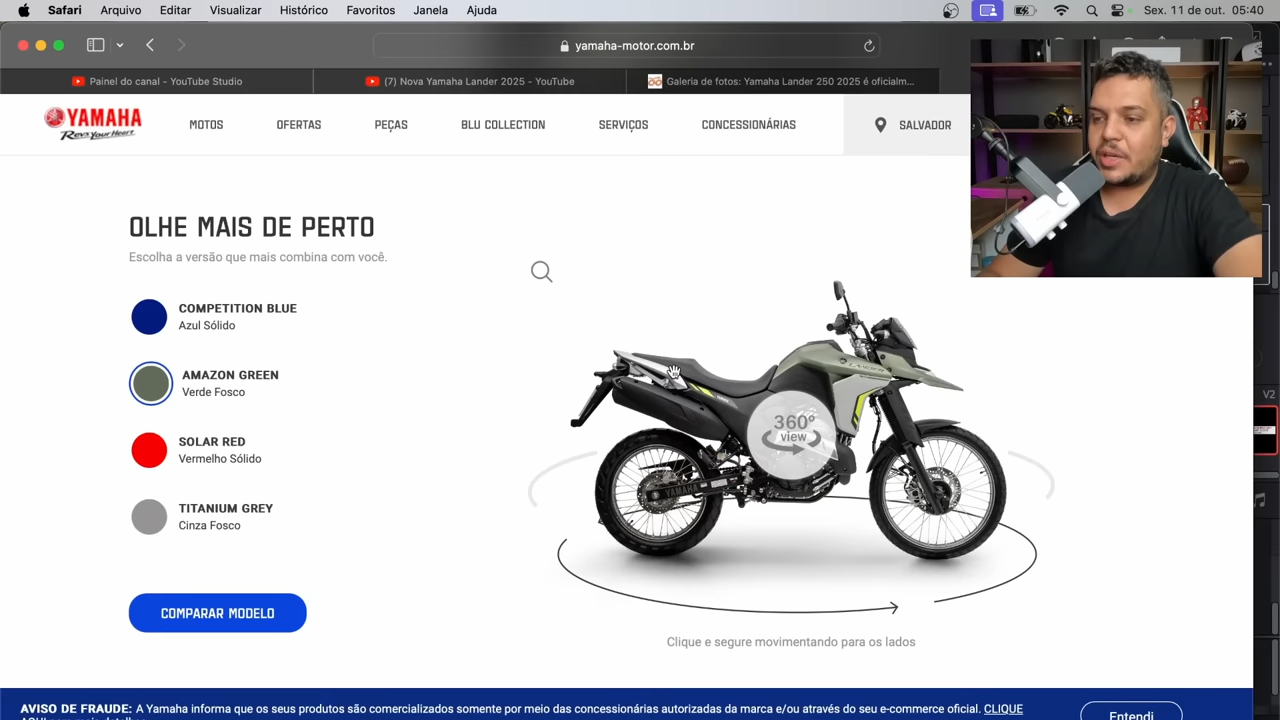 Safari Arquivo Editar Visualizar Histórico Favoritos Janela Ajuda Sex. 11 de out. 05:40
yamaha-motor.com.br
Painel do canal - YouTube Studio
(7) Nova Yamaha Lander 2025 - YouTube
Galeria de fotos: Yamaha Lander 250 2025 é oficialm...
YAMAHA
Revs Your Heart
MOTOS OFERTAS PEÇAS BLU COLLECTION SERVIÇOS CONCESSIONÁRIAS SALVADOR
OLHE MAIS DE PERTO
Escolha a versão que mais combina com você.
COMPETITION BLUE
Azul Sólido
AMAZON GREEN
Verde Fosco
SOLAR RED
Vermelho Sólido
TITANIUM GREY
Cinza Fosco
COMPARAR MODELO
360°
view
YAMAHA
Clique e segure movimentando para os lados
V2
AVISO DE FRAUDE: A Yamaha informa que os seus produtos são comercializados somente por meio das concessionárias autorizadas da marca e/ou através do seu e-commerce oficial. CLIQUE
Entendi